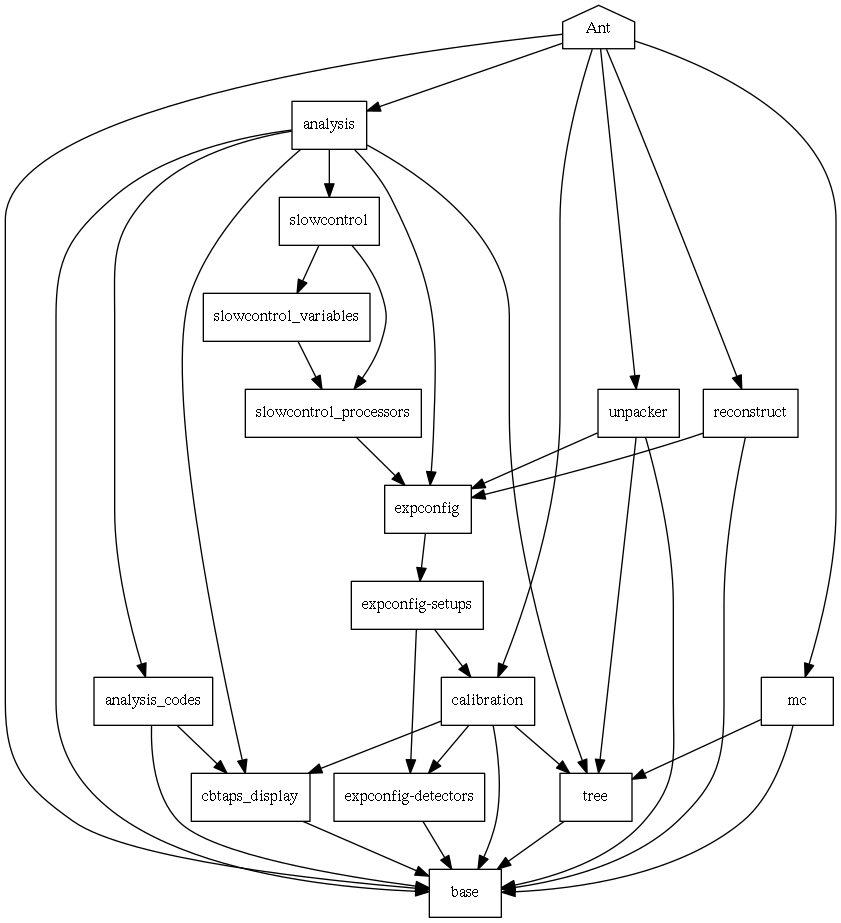 Ant
analysis
slowcontrol
slowcontrol_variables
slowcontrol_processors
unpacker
reconstruct
expconfig
expconfig-setups
analysis_codes
calibration
mc
cbtaps_display
expconfig-detectors
tree
base